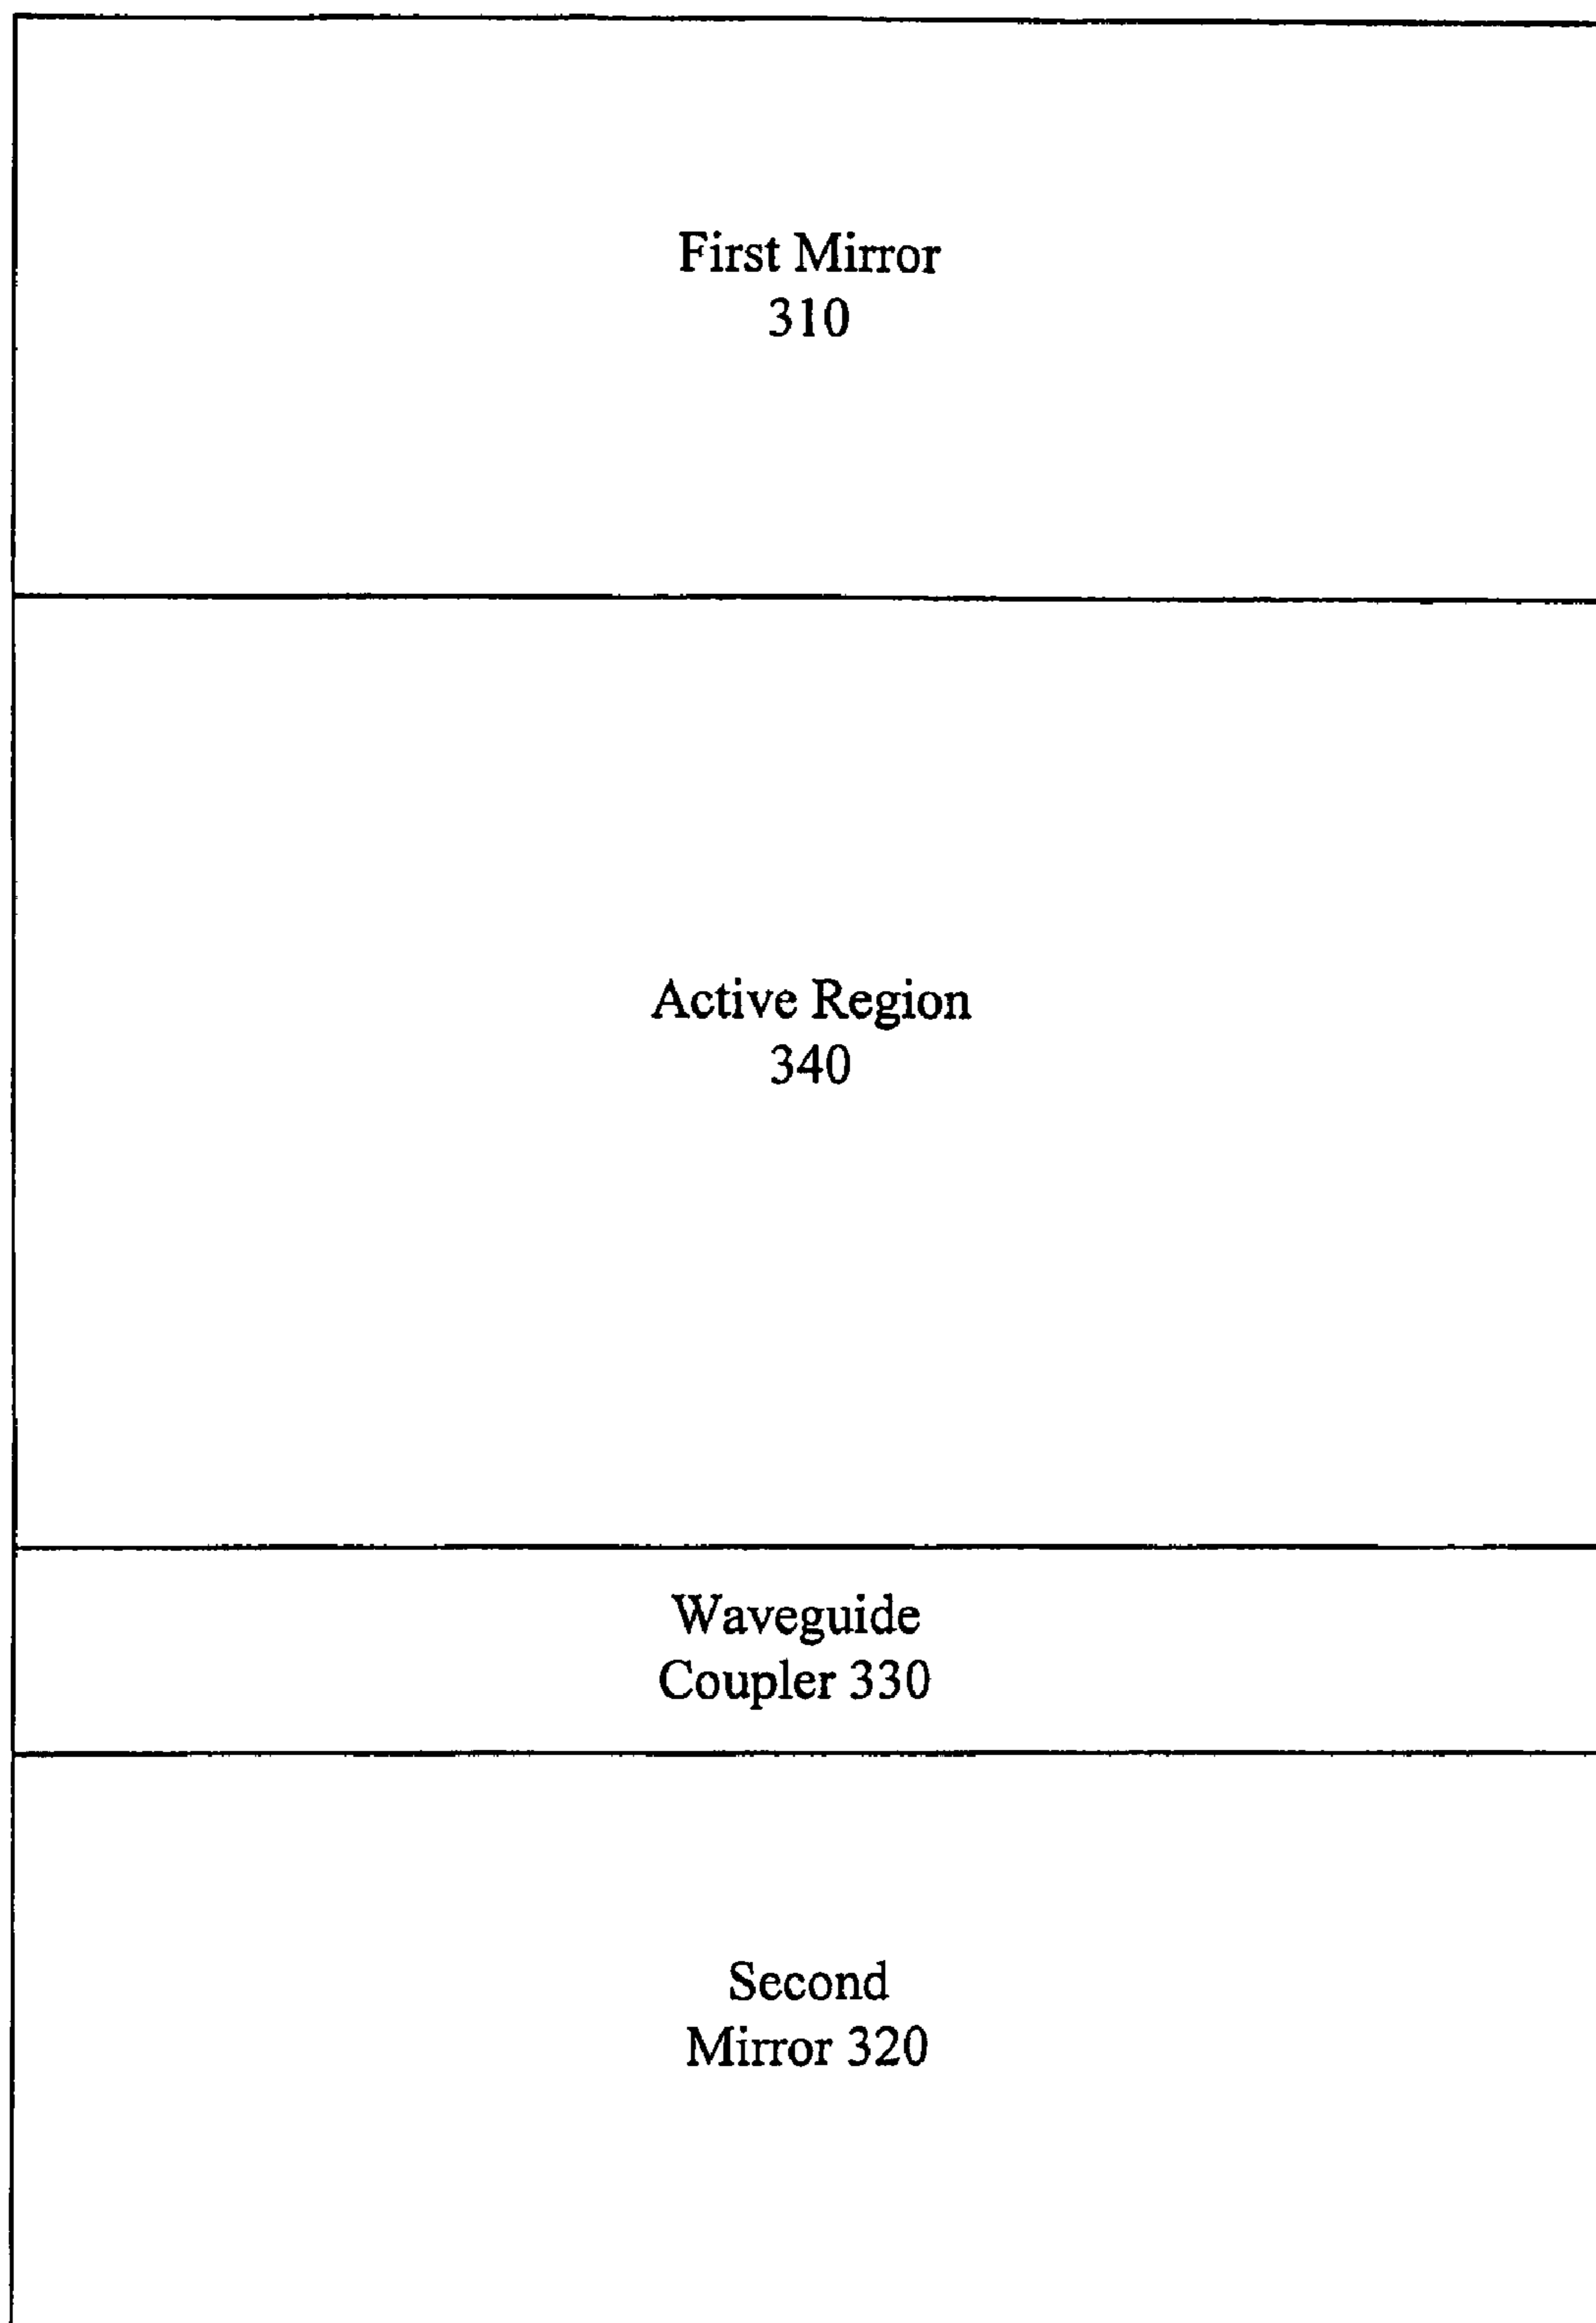 First Mirror
310
Active Region
340
Waveguide
Coupler 330
Second
Mirror 320